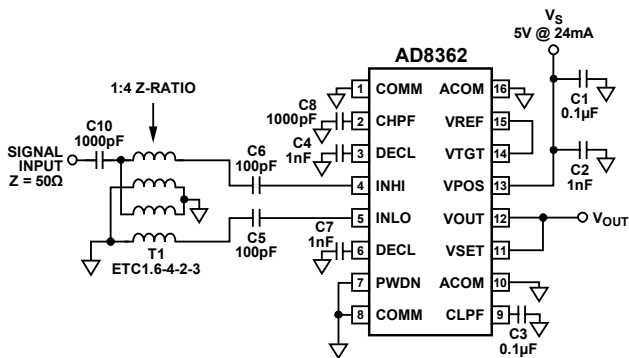 1:4 Z-RATIO
C10
1000pF
SIGNAL
INPUT
Z = 50Ω
T1
ETC1.6-4-2-3
C6
100pF
C5
100pF
C8
1000pF
C4
1nF
C7
1nF
AD8362
1 COMM ACOM 16
2 CHPF VREF 15
3 DECL VTGT 14
4 INHI VPOS 13
5 INLO VOUT 12
6 DECL VSET 11
7 PWDN ACOM 10
8 COMM CLPF 9
VS
5V @ 24mA
C1
0.1µF
C2
1nF
VOUT
C3
0.1µF